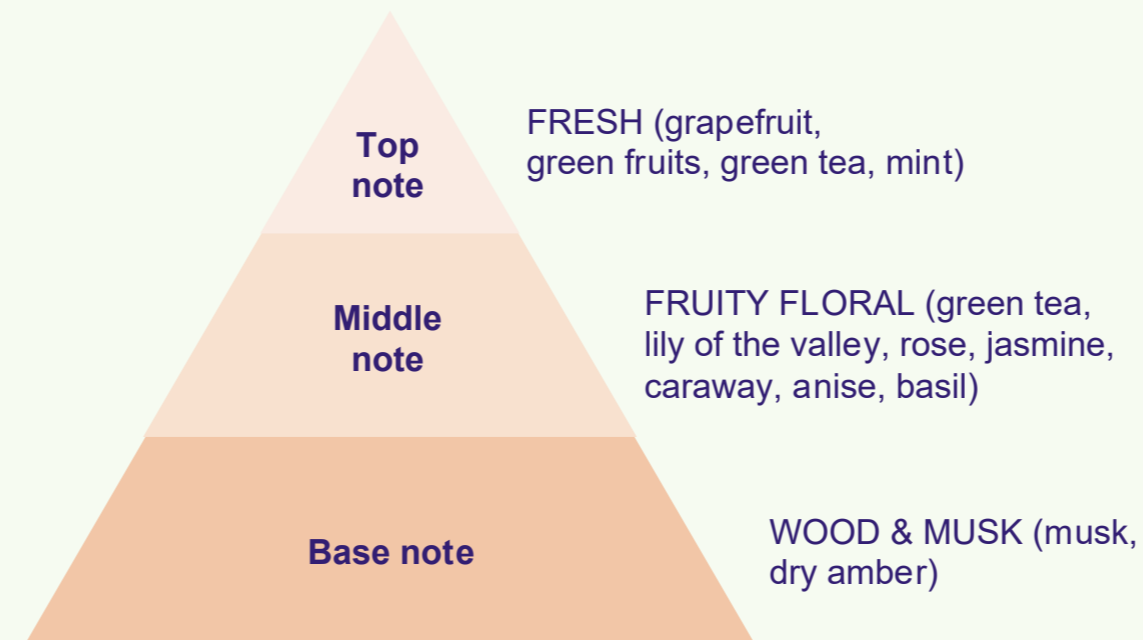 Top
note
FRESH (grapefruit,
green fruits, green tea, mint)
Middle
note
FRUITY FLORAL (green tea,
lily of the valley, rose, jasmine,
caraway, anise, basil)
Base note
WOOD & MUSK (musk,
dry amber)